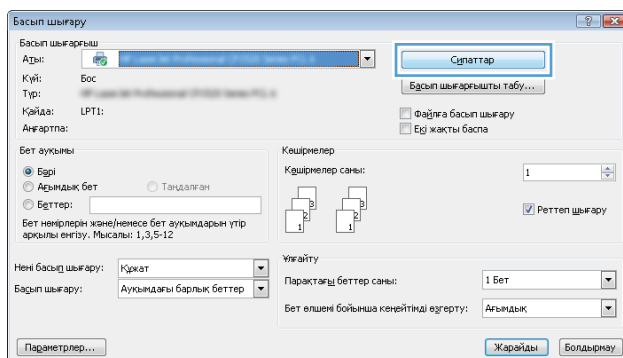 Басып шығару
Басып шығарғыш
Аты:
Сипаттар
Күй: Бос
Басып шығарғышты табу...
Түр:
Қайда: LPT1:
Файлға басып шығару
Аңғартпа:
Екі жақты баспа
Бет ауқымы
Бәрі
Ағымдық бет
Таңдалған
Беттер:
Бет нөмірлерін және/немесе бет ауқымдарын үтір
арқылы енгізу. Мысалы: 1,3,5-12
Көшірмелер
Көшірмелер саны: 1
Реттеп шығару
Нені басып шығару: Құжат
Басып шығару: Ауқымдағы барлық беттер
Ұлғайту
Парақтағы беттер саны: 1 Бет
Бет өлшемі бойынша кеңейтімді өзгерту: Ағымдық
Параметрлер...
Жарайды
Болдырмау